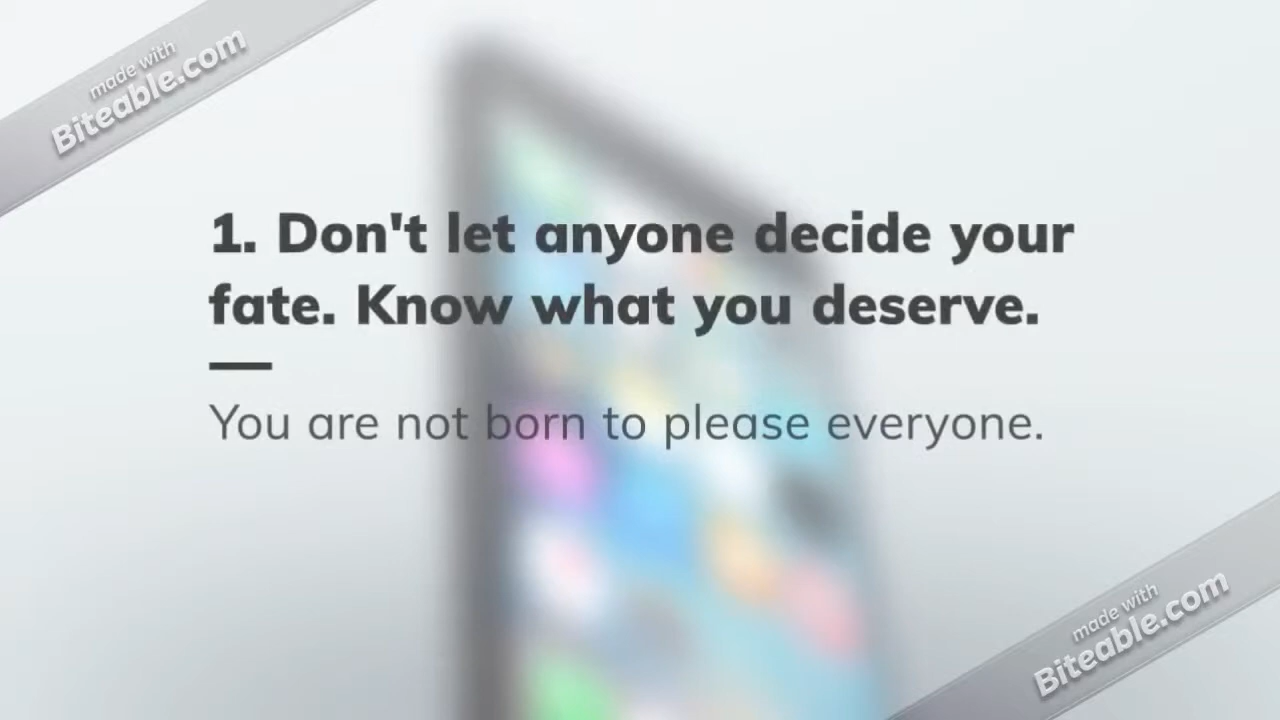 made with
Biteable.com
1. Don't let anyone decide your
fate. Know what you deserve.
You are not born to please everyone.
made with
Biteable.com